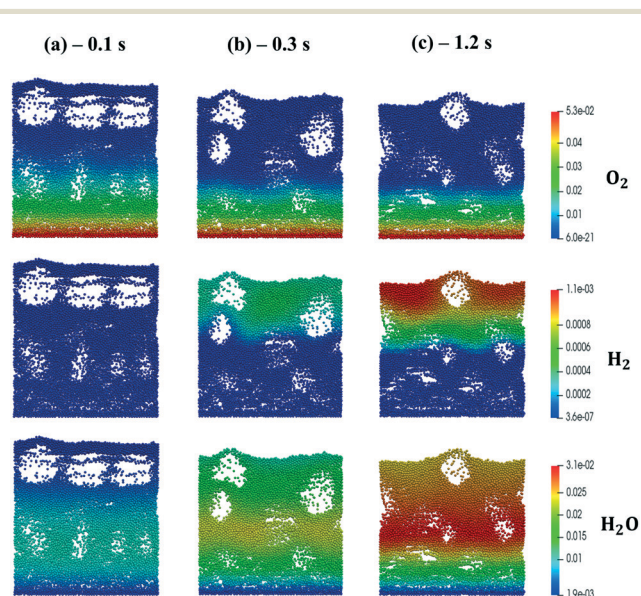 (a) – 0.1 s
(b) – 0.3 s
(c) – 1.2 s
5.3e-02
0.04
0.03
0.02
0.01
6.0e-21
O₂
1.1e-03
0.0008
0.0006
0.0004
0.0002
3.6e-07
H₂
3.1e-02
0.025
0.02
0.015
0.01
1.9e-03
H₂O